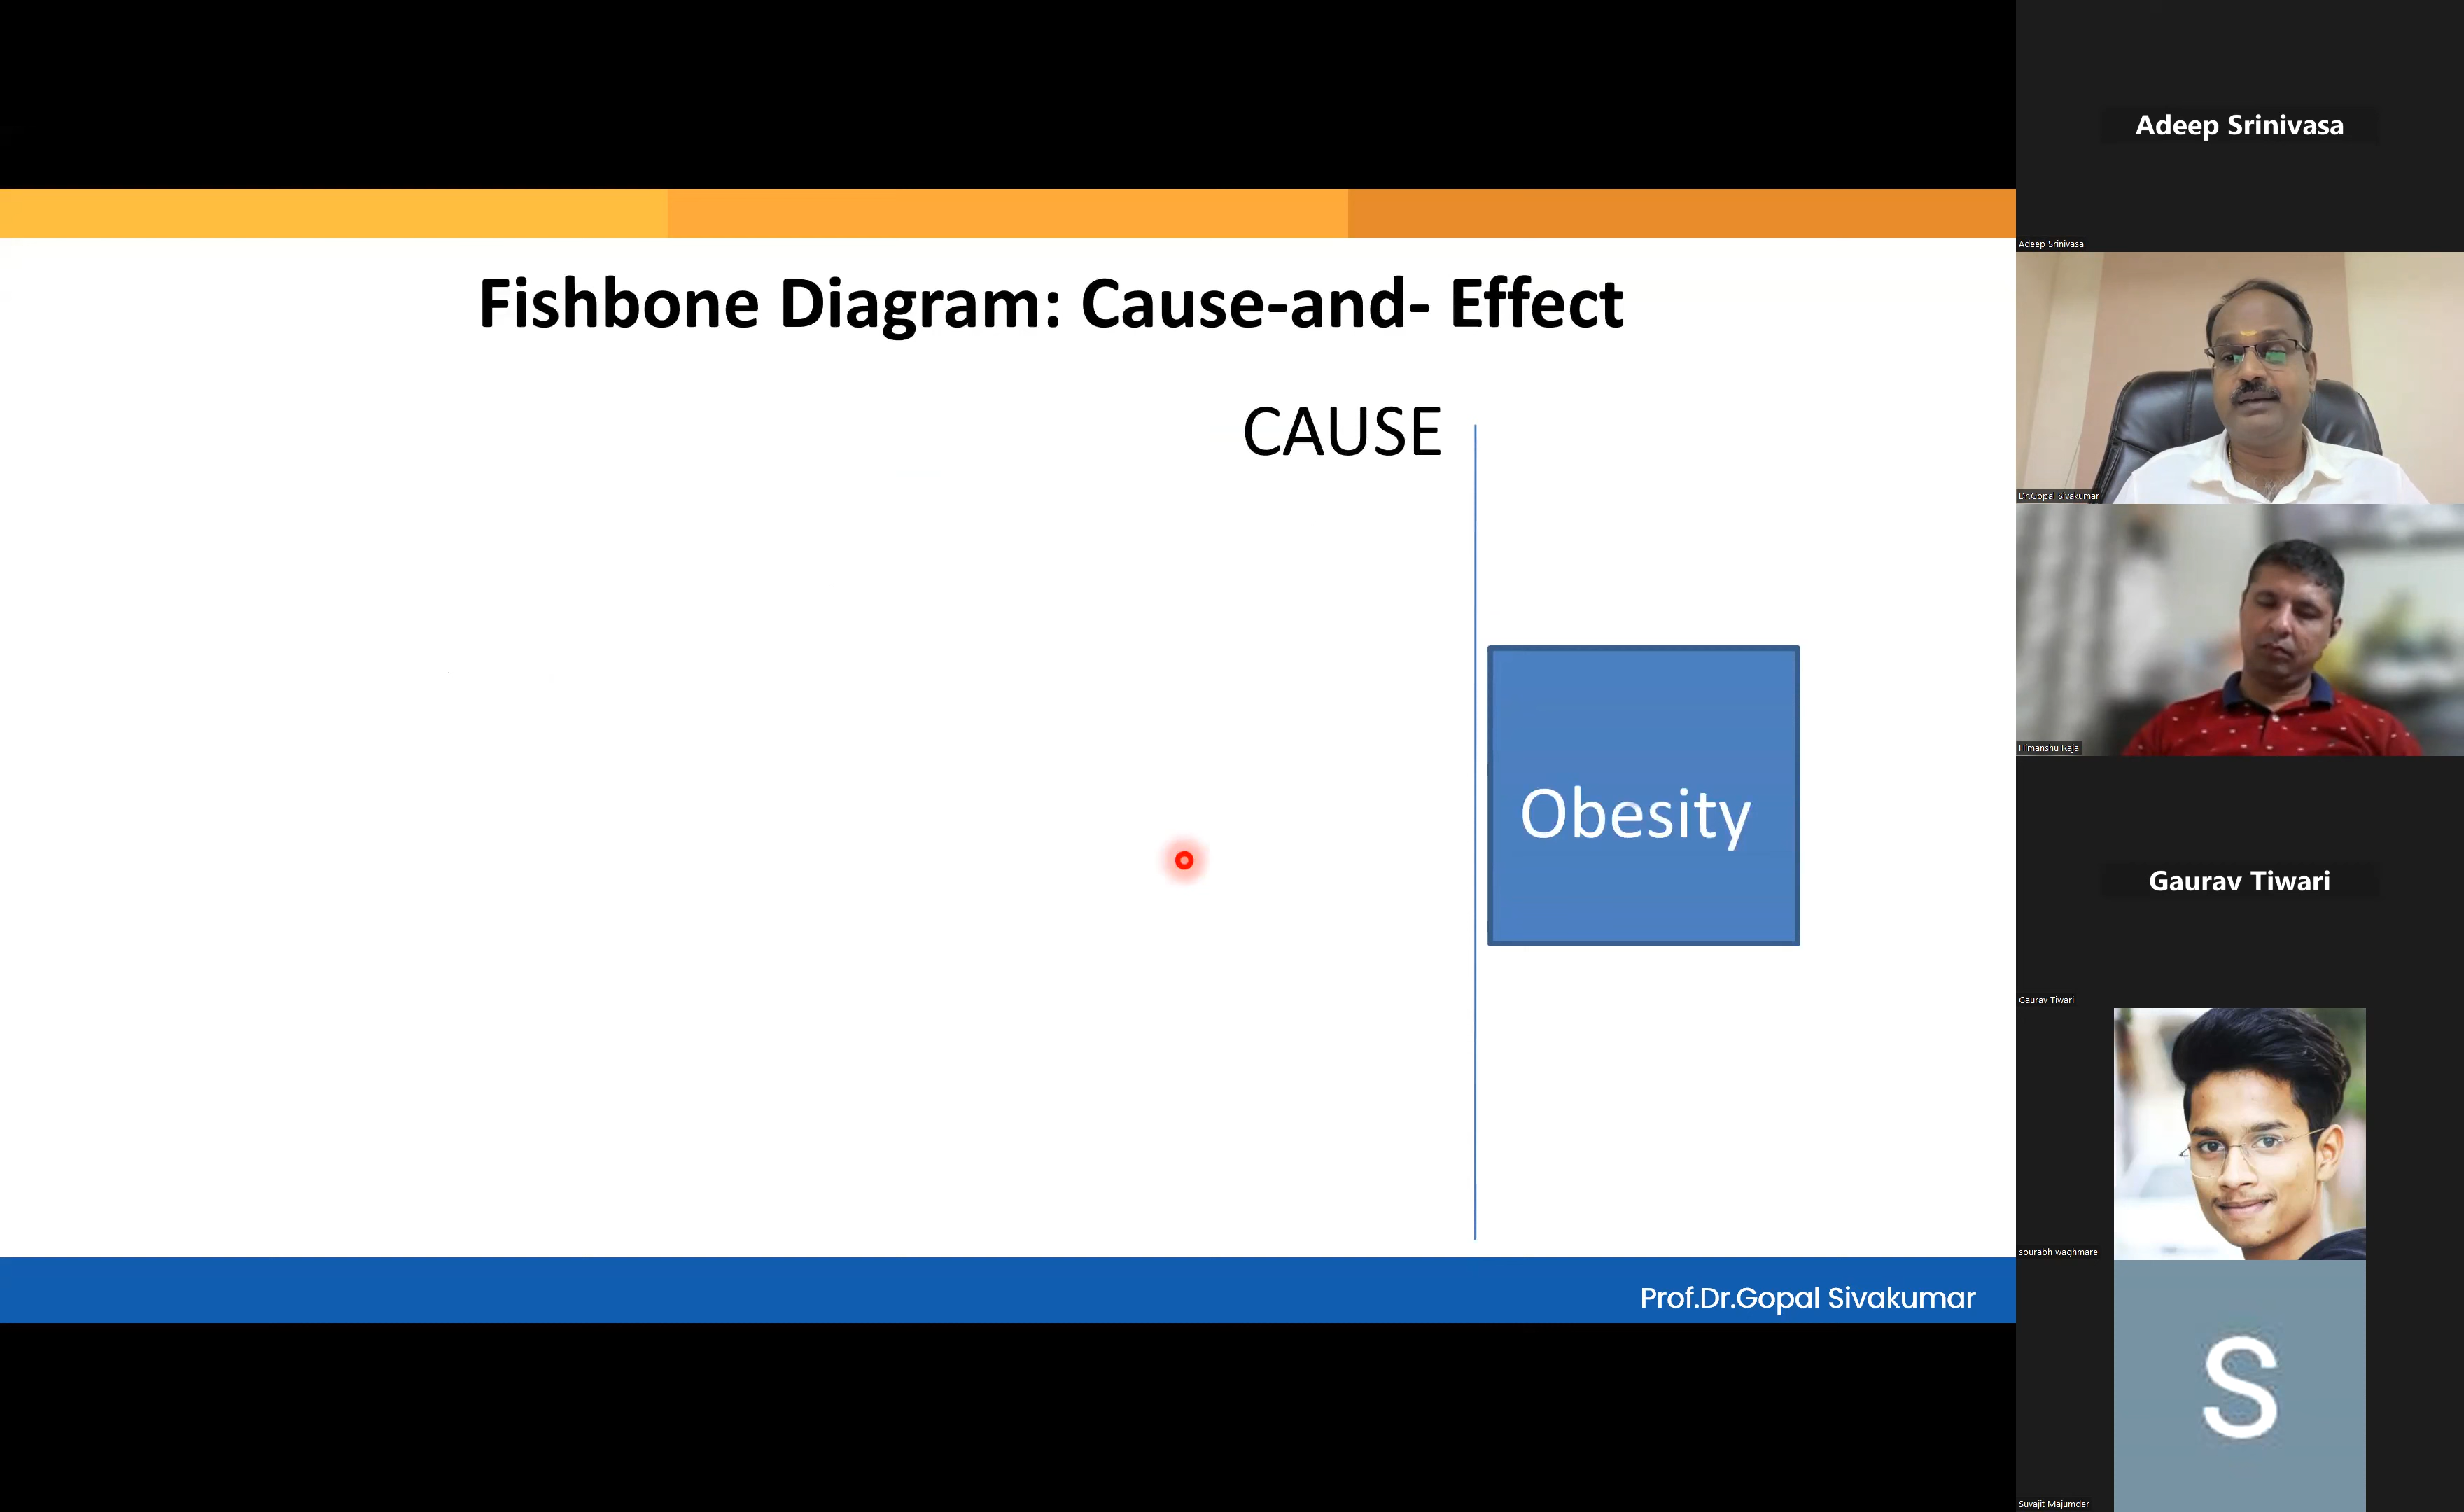 Fishbone Diagram: Cause-and- Effect
CAUSE
Obesity
Prof.Dr.Gopal Sivakumar
Adeep Srinivasa
Adeep Srinivasa
Dr.Gopal Sivakumar
Himanshu Raja
Gaurav Tiwari
Gaurav Tiwari
sourabh waghmare
S
Suvajit Majumder